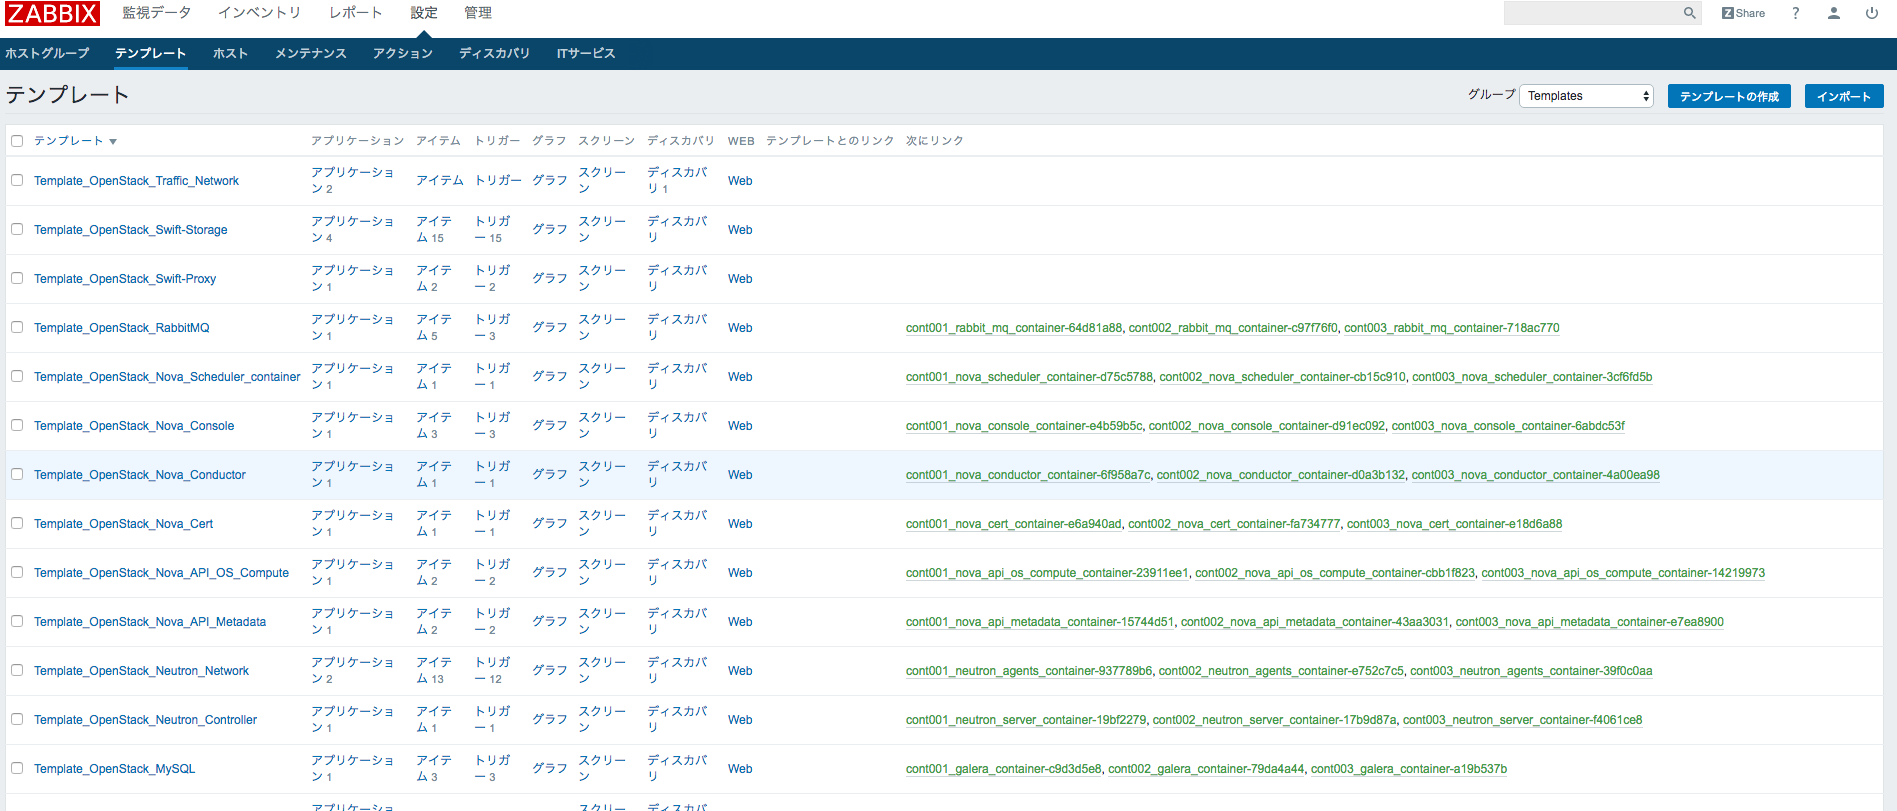 ZABBIX 監視データ インベントリ レポート 設定 管理 Share ?
ホストグループ テンプレート ホスト メンテナンス アクション ディスカバリ ITサービス
テンプレート グループ Templates テンプレートの作成 インポート
テンプレート アプリケーション アイテム トリガー グラフ スクリーン ディスカバリ WEB テンプレートとのリンク 次にリンク
Template_OpenStack_Traffic_Network アプリケーション 2 アイテム トリガー グラフ スクリーン ディスカバリ 1 Web
Template_OpenStack_Swift-Storage アプリケーション 4 アイテム 15 トリガー 15 グラフ スクリーン ディスカバリ Web
Template_OpenStack_Swift-Proxy アプリケーション 1 アイテム 2 トリガー 2 グラフ スクリーン ディスカバリ Web
Template_OpenStack_RabbitMQ アプリケーション 1 アイテム 5 トリガー 3 グラフ スクリーン ディスカバリ Web cont001_rabbit_mq_container-64d81a88, cont002_rabbit_mq_container-c97f76f0, cont003_rabbit_mq_container-718ac770
Template_OpenStack_Nova_Scheduler_container アプリケーション 1 アイテム 1 トリガー 1 グラフ スクリーン ディスカバリ Web cont001_nova_scheduler_container-d75c5788, cont002_nova_scheduler_container-cb15c910, cont003_nova_scheduler_container-3cf6fd5b
Template_OpenStack_Nova_Console アプリケーション 1 アイテム 3 トリガー 3 グラフ スクリーン ディスカバリ Web cont001_nova_console_container-e4b59b5c, cont002_nova_console_container-d91ec092, cont003_nova_console_container-6abdc53f
Template_OpenStack_Nova_Conductor アプリケーション 1 アイテム 1 トリガー 1 グラフ スクリーン ディスカバリ Web cont001_nova_conductor_container-6f958a7c, cont002_nova_conductor_container-d0a3b132, cont003_nova_conductor_container-4a00ea98
Template_OpenStack_Nova_Cert アプリケーション 1 アイテム 1 トリガー 1 グラフ スクリーン ディスカバリ Web cont001_nova_cert_container-e6a940ad, cont002_nova_cert_container-fa734777, cont003_nova_cert_container-e18d6a88
Template_OpenStack_Nova_API_OS_Compute アプリケーション 1 アイテム 2 トリガー 2 グラフ スクリーン ディスカバリ Web cont001_nova_api_os_compute_container-23911ee1, cont002_nova_api_os_compute_container-cbb1f823, cont003_nova_api_os_compute_container-14219973
Template_OpenStack_Nova_API_Metadata アプリケーション 1 アイテム 2 トリガー 2 グラフ スクリーン ディスカバリ Web cont001_nova_api_metadata_container-15744d51, cont002_nova_api_metadata_container-43aa3031, cont003_nova_api_metadata_container-e7ea8900
Template_OpenStack_Neutron_Network アプリケーション 2 アイテム 13 トリガー 12 グラフ スクリーン ディスカバリ Web cont001_neutron_agents_container-937789b6, cont002_neutron_agents_container-e752c7c5, cont003_neutron_agents_container-39f0c0aa
Template_OpenStack_Neutron_Controller アプリケーション 1 アイテム 1 トリガー 1 グラフ スクリーン ディスカバリ Web cont001_neutron_server_container-19bf2279, cont002_neutron_server_container-17b9d87a, cont003_neutron_server_container-f4061ce8
Template_OpenStack_MySQL アプリケーション 1 アイテム 3 トリガー 3 グラフ スクリーン ディスカバリ Web cont001_galera_container-c9d3d5e8, cont002_galera_container-79da4a44, cont003_galera_container-a19b537b